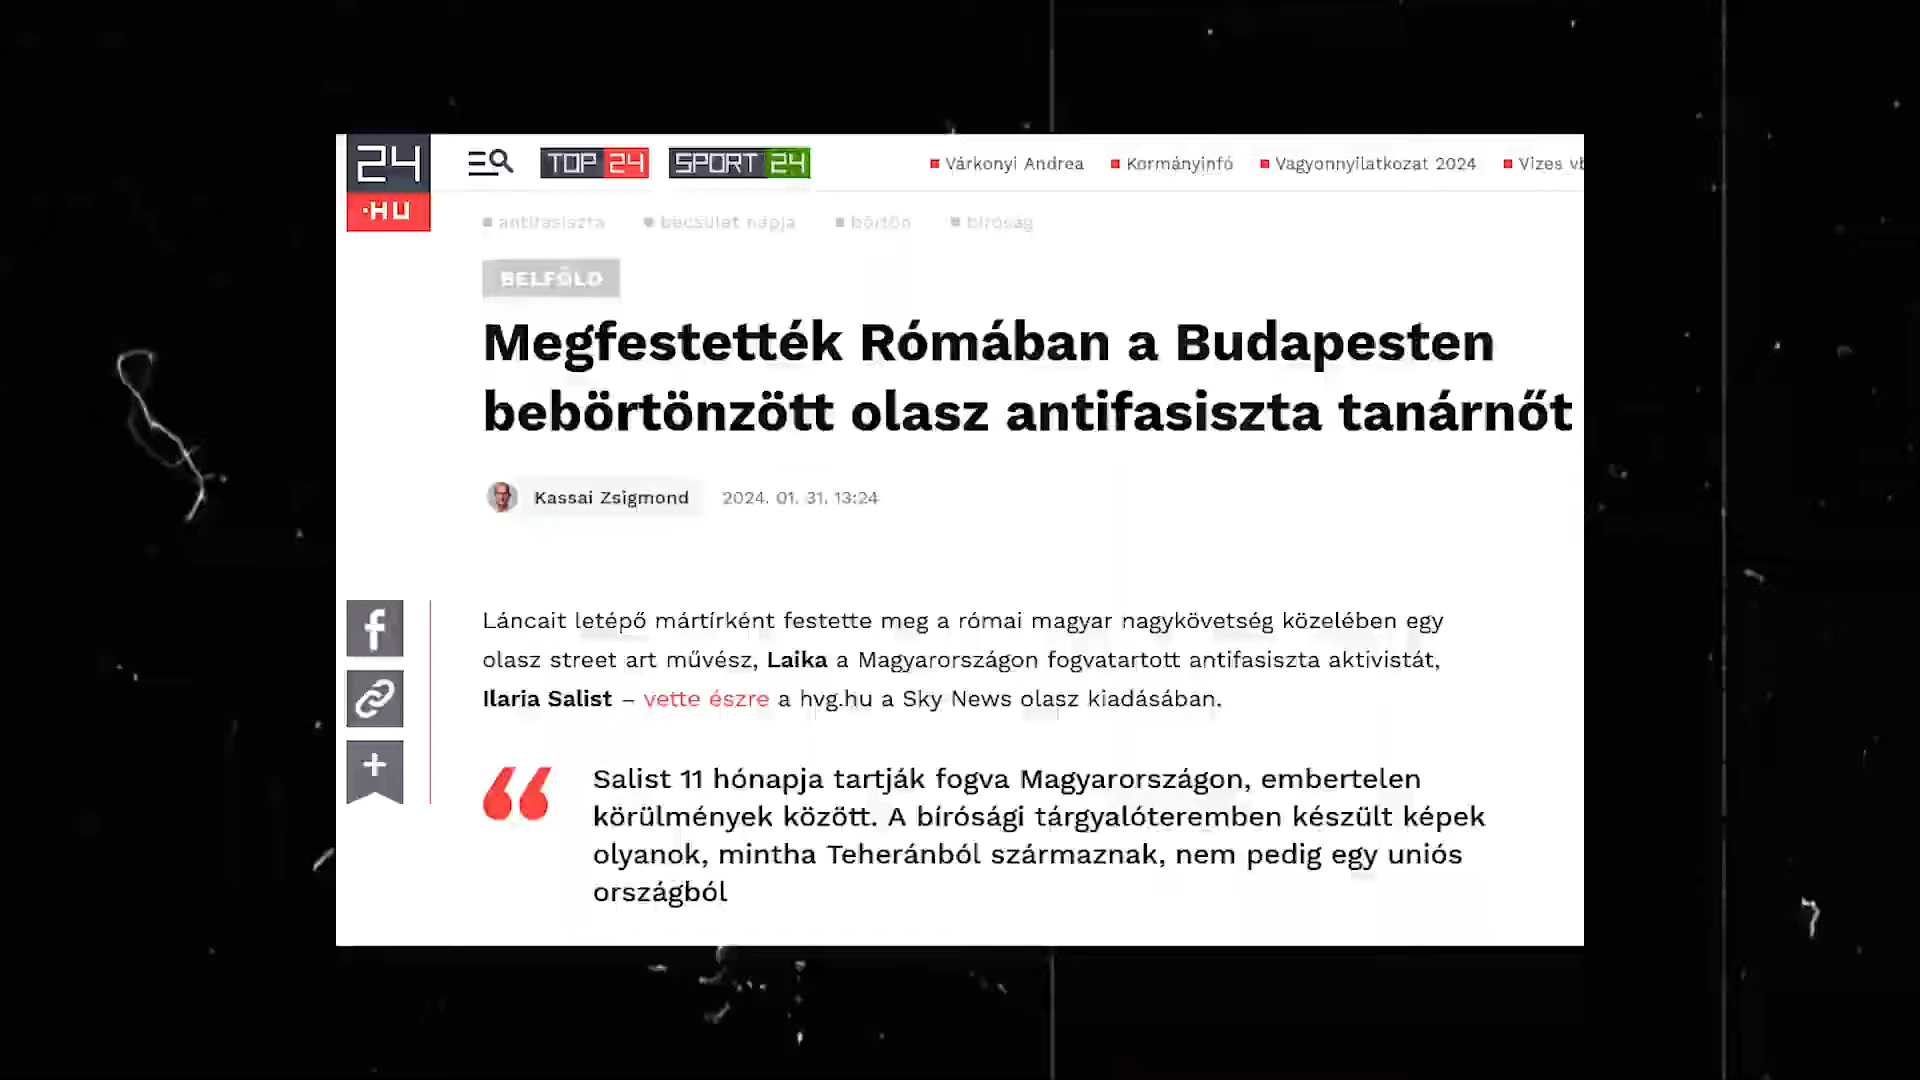 24
.HU
TOP 24
SPORT 24
Várkonyi Andrea
Kormányinfó
Vagyonnyilatkozat 2024
Vizes vb
antifasiszta
becsület napja
börtön
bíróság
BELFÖLD
Megfestették Rómában a Budapesten
bebörtönzött olasz antifasiszta tanárnőt
Kassai Zsigmond
2024. 01. 31. 13:24
Láncait letépő mártírként festette meg a római magyar nagykövetség közelében egy
olasz street art művész, Laika a Magyarországon fogvatartott antifasiszta aktivistát,
Ilaria Salist – vette észre a hvg.hu a Sky News olasz kiadásában.
Salist 11 hónapja tartják fogva Magyarországon, embertelen
körülmények között. A bírósági tárgyalóteremben készült képek
olyanok, mintha Teheránból származnak, nem pedig egy uniós
országból